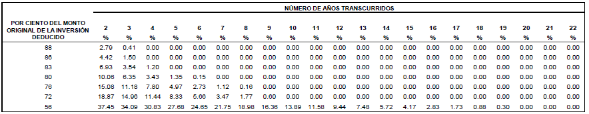 NÚMERO DE AÑOS TRANSCURRIDOS
POR CIENTO DEL MONTO ORIGINAL DE LA INVERSIÓN DEDUCIDO
2 3 4 5 6 7 8 9 10 11 12 13 14 15 16 17 18 19 20 21 22
% % % % % % % % % % % % % % % % % % % % %
88 2.79 0.41 0.00 0.00 0.00 0.00 0.00 0.00 0.00 0.00 0.00 0.00 0.00 0.00 0.00 0.00 0.00 0.00 0.00 0.00 0.00
86 4.42 1.50 0.00 0.00 0.00 0.00 0.00 0.00 0.00 0.00 0.00 0.00 0.00 0.00 0.00 0.00 0.00 0.00 0.00 0.00 0.00
83 6.93 3.54 1.20 0.00 0.00 0.00 0.00 0.00 0.00 0.00 0.00 0.00 0.00 0.00 0.00 0.00 0.00 0.00 0.00 0.00 0.00
80 10.06 6.35 3.43 1.35 0.15 0.00 0.00 0.00 0.00 0.00 0.00 0.00 0.00 0.00 0.00 0.00 0.00 0.00 0.00 0.00 0.00
76 15.08 11.18 7.80 4.97 2.73 1.12 0.16 0.00 0.00 0.00 0.00 0.00 0.00 0.00 0.00 0.00 0.00 0.00 0.00 0.00 0.00
72 18.87 14.96 11.44 8.33 5.66 3.47 1.77 0.60 0.00 0.00 0.00 0.00 0.00 0.00 0.00 0.00 0.00 0.00 0.00 0.00 0.00
56 37.45 34.09 30.83 27.68 24.65 21.75 18.98 16.36 13.89 11.58 9.44 7.48 5.72 4.17 2.83 1.73 0.88 0.30 0.00 0.00 0.00